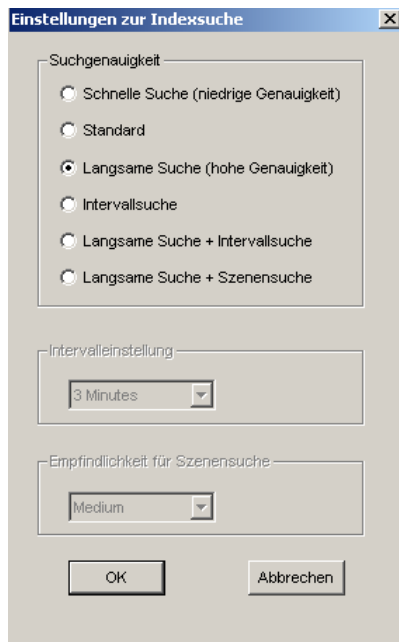 Einstellungen zur Indexsuche
Suchgenauigkeit
Schnelle Suche (niedrige Genauigkeit)
Standard
Langsame Suche (hohe Genauigkeit)
Intervallsuche
Langsame Suche + Intervallsuche
Langsame Suche + Szenensuche
Intervalleinstellung
3 Minutes
Empfindlichkeit für Szenensuche
Medium
OK Abbrechen